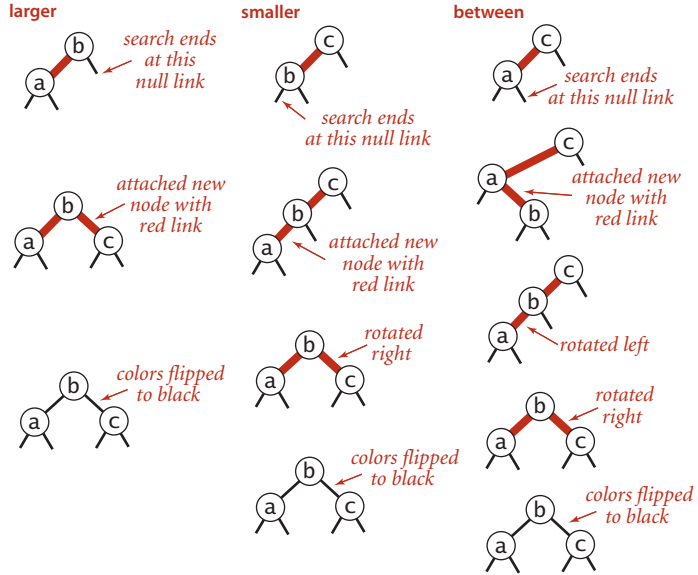 larger
b
a
search ends
at this
null link
b
a
c
attached new
node with
red link
b
a
c
colors flipped
to black
smaller
c
b
search ends
at this null link
c
b
a
attached new
node with
red link
b
a
c
rotated
right
b
a
c
colors flipped
to black
between
c
a
search ends
at this null link
c
a
b
attached new
node with
red link
c
b
a
rotated left
b
a
c
rotated
right
b
a
c
colors flipped
to black